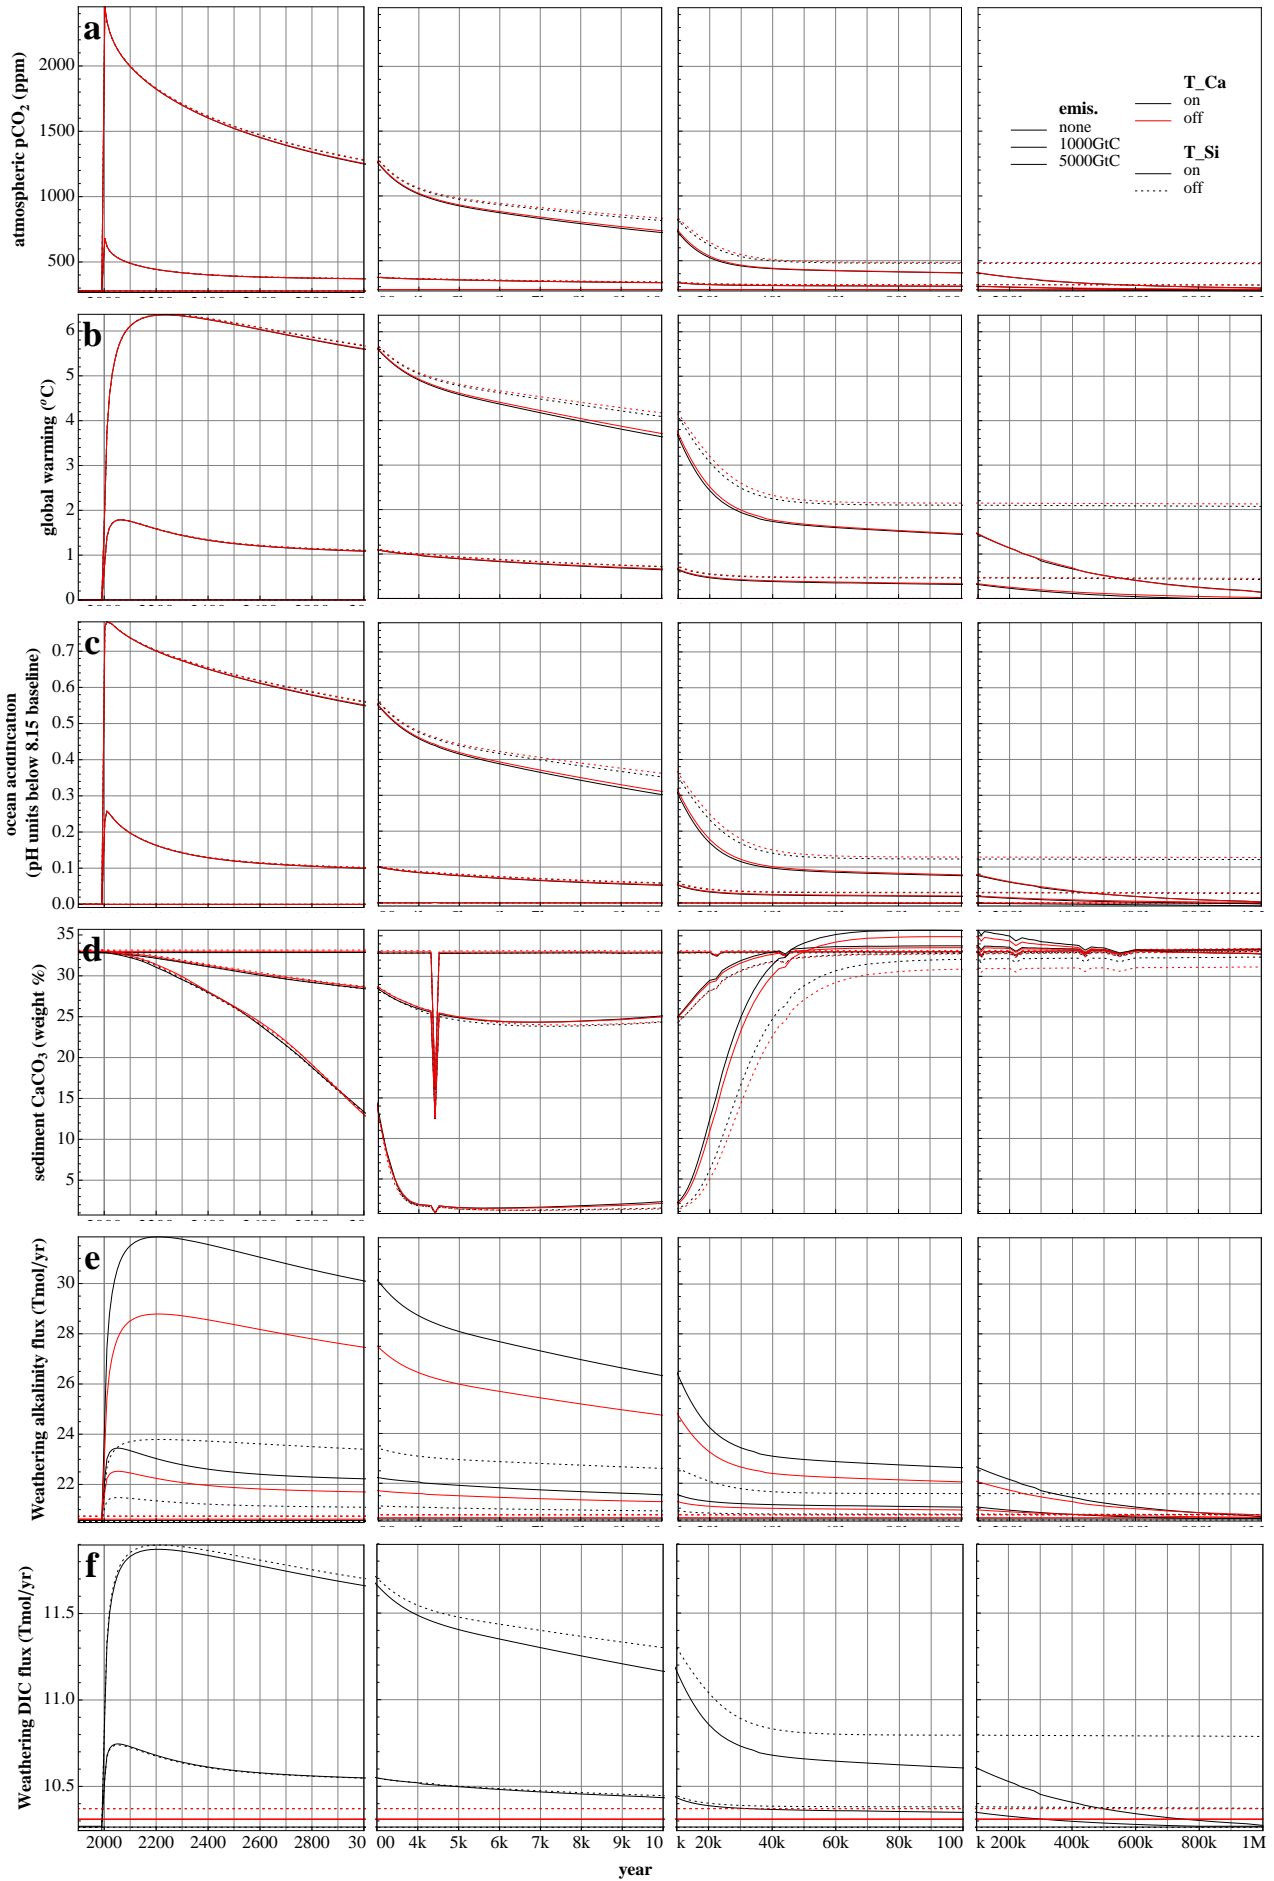 a
atmospheric pCO2 (ppm)
2000
1500
1000
500
emis.
none
1000GtC
5000GtC
T_Ca
on
off
T_Si
on
off
b
global warming (°C)
6
5
4
3
2
1
0
c
ocean acidification
(pH units below 8.15 baseline)
0.7
0.6
0.5
0.4
0.3
0.2
0.1
0.0
d
sediment CaCO3 (weight %)
35
30
25
20
15
10
5
e
Weathering alkalinity flux (Tmol/yr)
30
28
26
24
22
f
Weathering DIC flux (Tmol/yr)
11.5
11.0
10.5
2000 2200 2400 2600 2800 30 00 4k 5k 6k 7k 8k 9k 10 k 20k 40k 60k 80k 100 k 200k 400k 600k 800k 1M
year